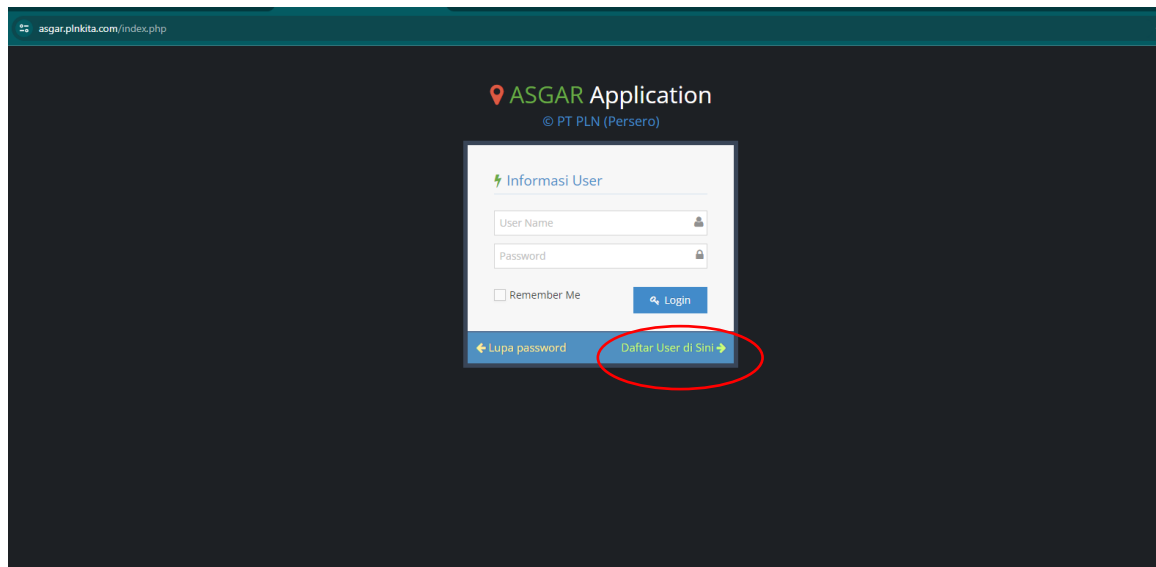 asgar.plnkita.com/index.php
ASGAR Application
© PT PLN (Persero)
Informasi User
User Name
Password
Remember Me
Login
Lupa password
Daftar User di Sini